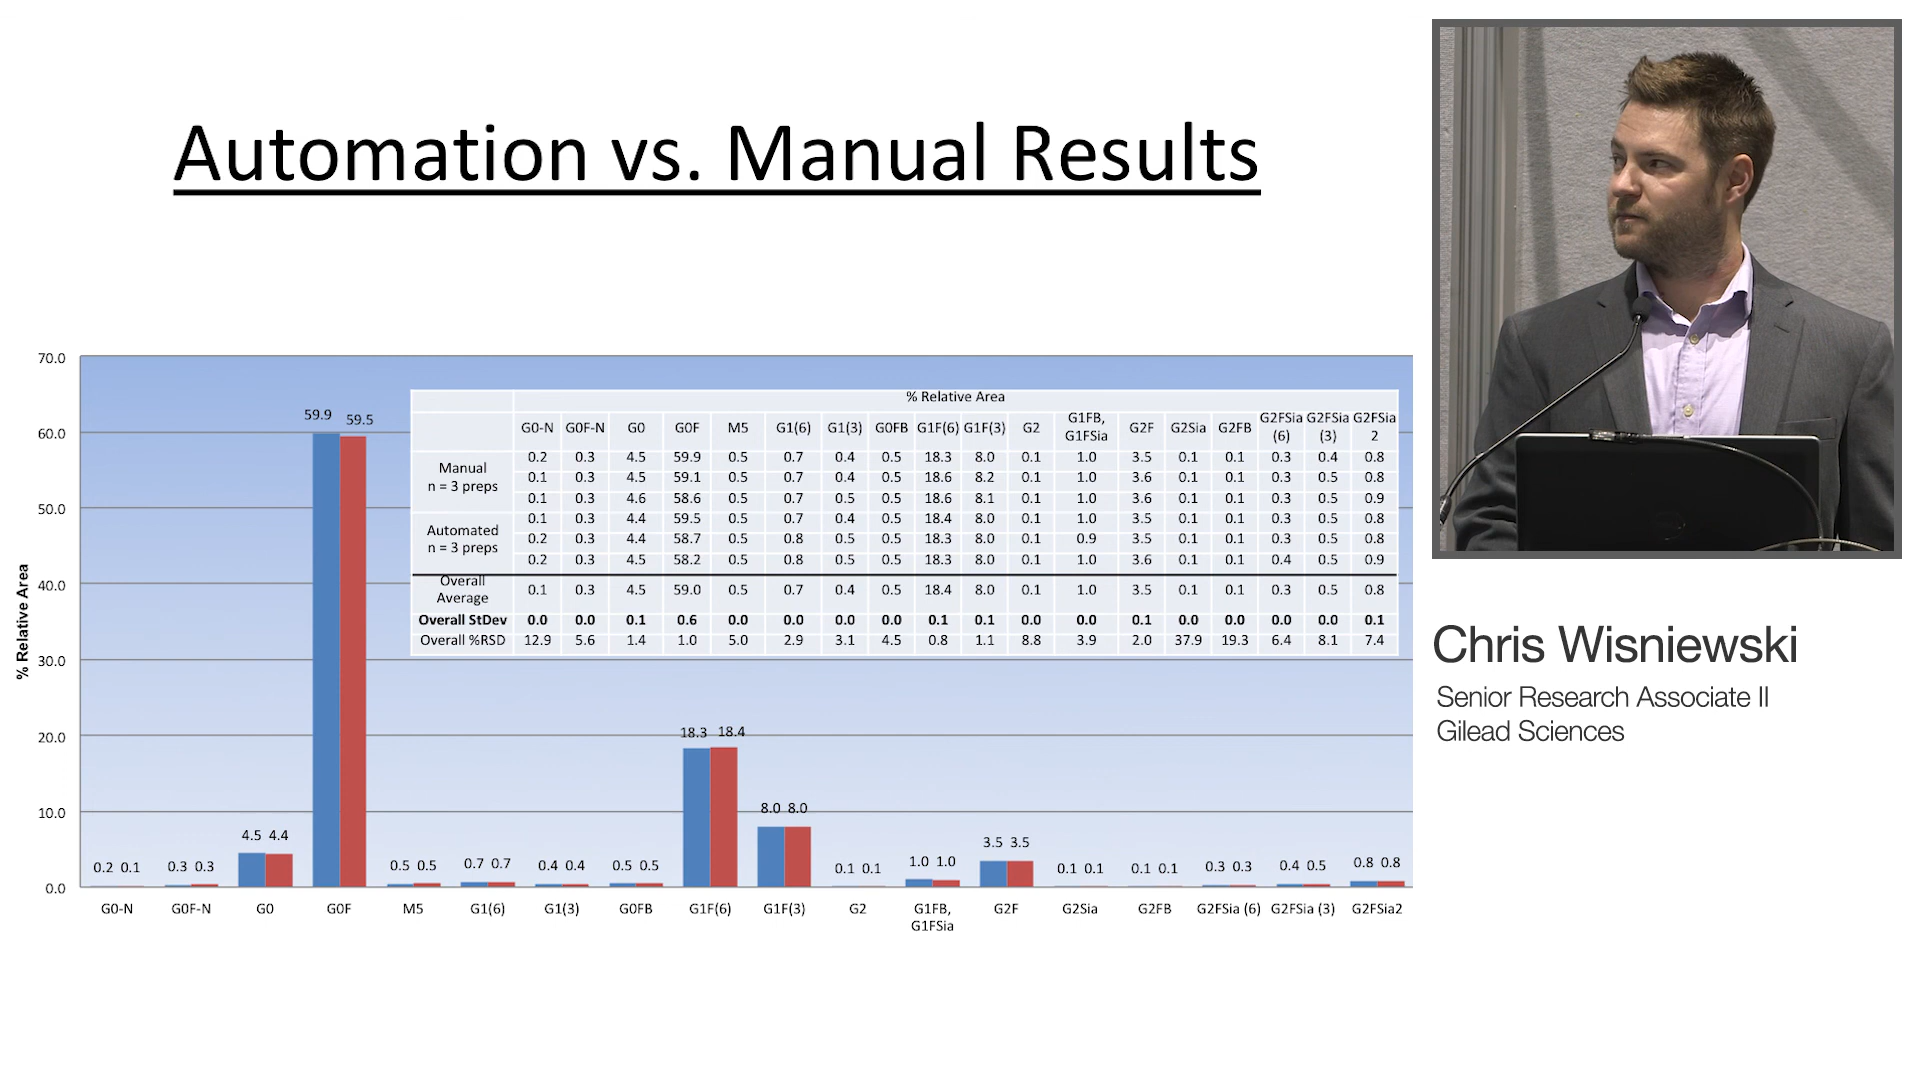 Automation vs. Manual Results
70.0
60.0
50.0
40.0
30.0
20.0
10.0
0.0
% Relative Area
59.9 59.5
0.2 0.1
0.3 0.3
4.5 4.4
0.5 0.5
0.7 0.7
0.4 0.4
0.5 0.5
18.3 18.4
8.0 8.0
0.1 0.1
1.0 1.0
3.5 3.5
0.1 0.1
0.1 0.1
0.3 0.3
0.4 0.5
0.8 0.8
G0-N G0F-N G0 G0F M5 G1(6) G1(3) G0FB G1F(6) G1F(3) G2 G1FB, G1FSia G2F G2Sia G2FB G2FSia (6) G2FSia (3) G2FSia2
% Relative Area
G0-N G0F-N G0 G0F M5 G1(6) G1(3) G0FB G1F(6) G1F(3) G2 G1FB, G1FSia G2F G2Sia G2FB G2FSia (6) G2FSia (3) G2FSia 2
Manual
n = 3 preps
0.2 0.3 4.5 59.9 0.5 0.7 0.4 0.5 18.3 8.0 0.1 1.0 3.5 0.1 0.1 0.3 0.4 0.8
0.1 0.3 4.5 59.1 0.5 0.7 0.4 0.5 18.6 8.2 0.1 1.0 3.6 0.1 0.1 0.3 0.5 0.8
0.1 0.3 4.6 58.6 0.5 0.7 0.5 0.5 18.6 8.1 0.1 1.0 3.6 0.1 0.1 0.3 0.5 0.9
Automated
n = 3 preps
0.1 0.3 4.4 59.5 0.5 0.7 0.4 0.5 18.4 8.0 0.1 1.0 3.5 0.1 0.1 0.3 0.5 0.8
0.2 0.3 4.4 58.7 0.5 0.8 0.5 0.5 18.3 8.0 0.1 0.9 3.5 0.1 0.1 0.3 0.5 0.8
0.2 0.3 4.5 58.2 0.5 0.8 0.5 0.5 18.3 8.0 0.1 1.0 3.6 0.1 0.1 0.4 0.5 0.9
Overall
Average
0.1 0.3 4.5 59.0 0.5 0.7 0.4 0.5 18.4 8.0 0.1 1.0 3.5 0.1 0.1 0.3 0.5 0.8
Overall StDev 0.0 0.0 0.1 0.6 0.0 0.0 0.0 0.0 0.1 0.1 0.0 0.0 0.1 0.0 0.0 0.0 0.0 0.1
Overall %RSD 12.9 5.6 1.4 1.0 5.0 2.9 3.1 4.5 0.8 1.1 8.8 3.9 2.0 37.9 19.3 6.4 8.1 7.4
Chris Wisniewski
Senior Research Associate II
Gilead Sciences